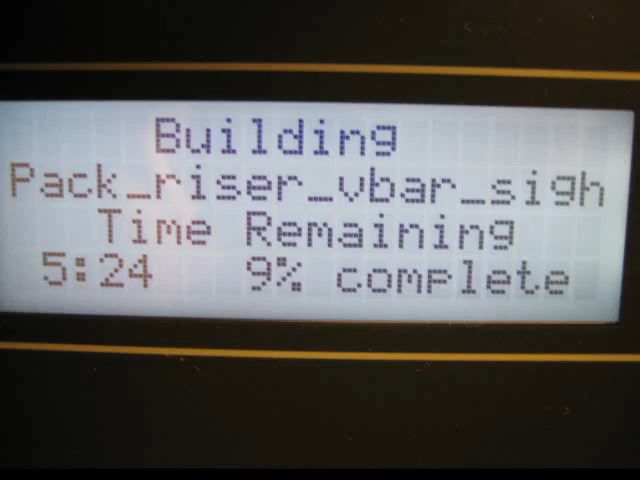 Building
Pack_riser_vbar_sigh
Time Remaining
5:24 9% complete